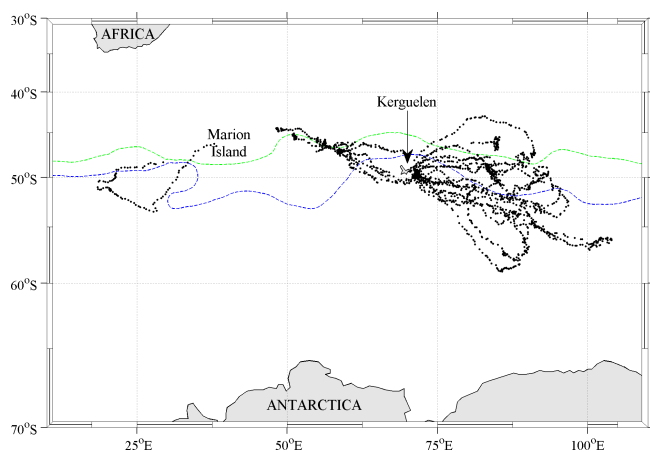 30°S
AFRICA
40°S
Kerguelen
Marion
Island
50°S
60°S
ANTARCTICA
70°S
25°E 50°E 75°E 100°E